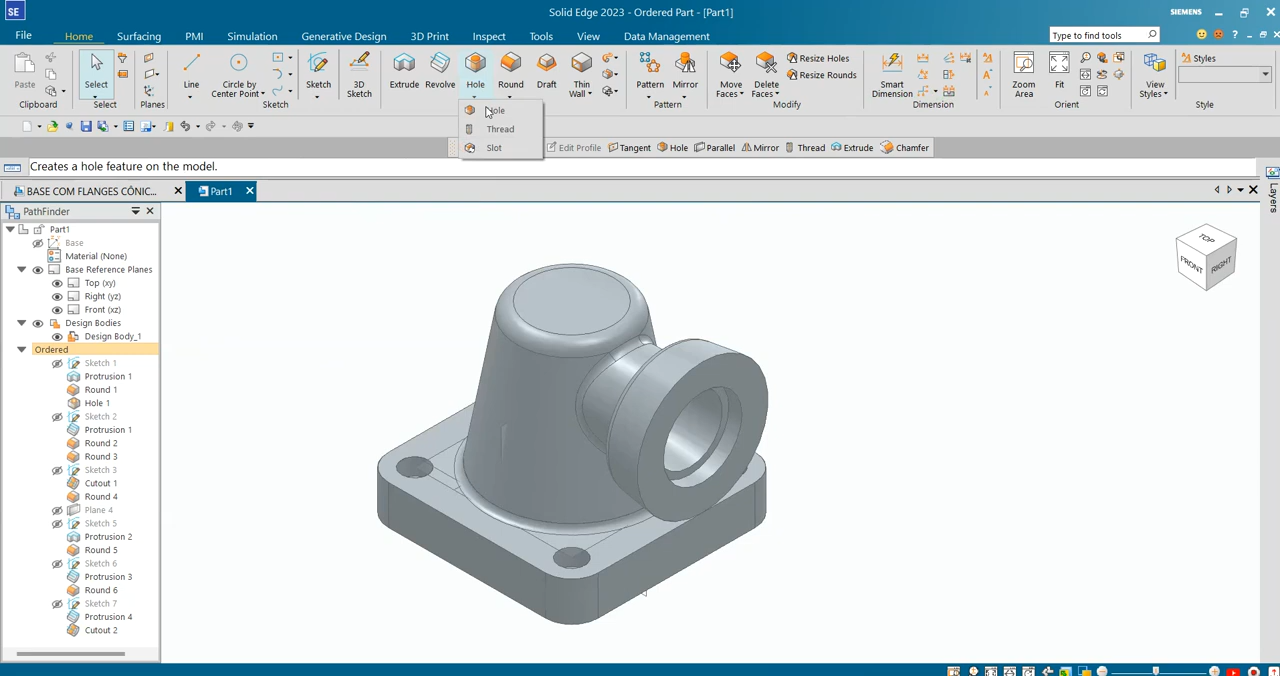 SE
Solid Edge 2023 - Ordered Part - [Part1]
SIEMENS
File
Home
Surfacing
PMI
Simulation
Generative Design
3D Print
Inspect
Tools
Data Management
Type to find tools
Paste
Clipboard
Select
Select
Planes
Line
Circle by
Center Point
Sketch
Sketch
3D
Sketch
Extrude
Revolve
Hole
Round
Draft
Thin
Wall
Pattern
Mirror
Pattern
Move
Faces
Delete
Faces
Resize Holes
Resize Rounds
Modify
Smart
Dimension
Dimension
Zoom
Area
Fit
Orient
View
Styles
Styles
Style
Thread
Slot
Edit Profile
Tangent
Hole
Parallel
Mirror
Thread
Extrude
Chamfer
Creates a hole feature on the model.
BASE COM FLANGES CÔNIC...
Part1
PathFinder
Part1
Base
Material (None)
Base Reference Planes
Top (xy)
Right (yz)
Front (xz)
Design Bodies
Design Body_1
Ordered
Sketch 1
Protrusion 1
Round 1
Hole 1
Sketch 2
Protrusion 1
Round 2
Round 3
Sketch 3
Cutout 1
Round 4
Plane 4
Sketch 5
Protrusion 2
Round 5
Sketch 6
Protrusion 3
Round 6
Sketch 7
Protrusion 4
Cutout 2
TOP
FRONT
RIGHT
Layers